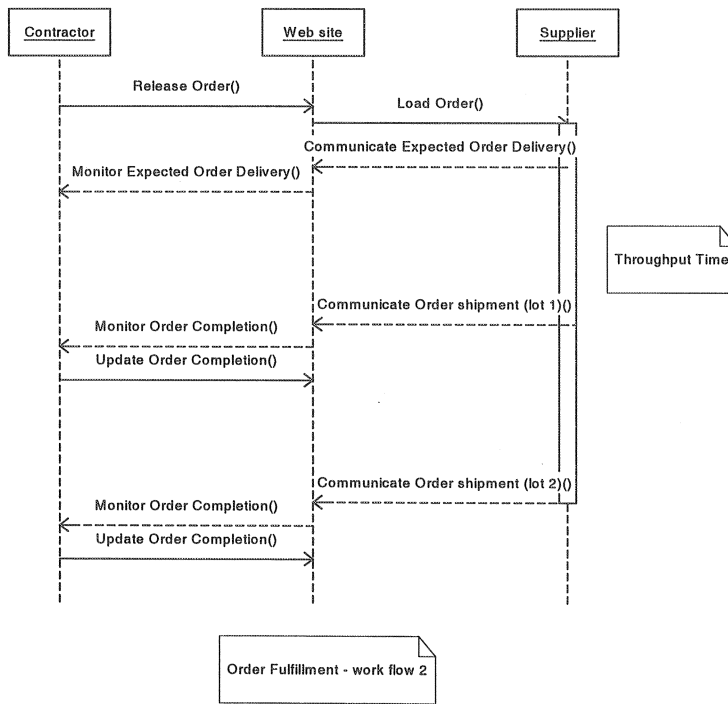 Contractor
Web site
Supplier
Release Order()
Load Order()
Communicate Expected Order Delivery()
Monitor Expected Order Delivery()
Throughput Time
Communicate Order shipment (lot 1)()
Monitor Order Completion()
Update Order Completion()
Communicate Order shipment (lot 2)()
Monitor Order Completion()
Update Order Completion()
Order Fulfillment - work flow 2